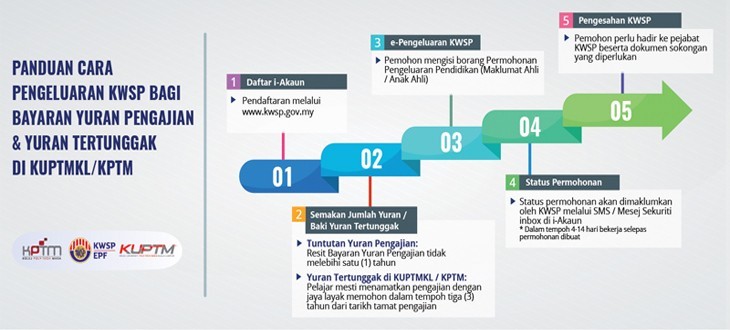 PANDUAN CARA
PENGELUARAN KWSP BAGI
BAYARAN YURAN PENGAJIAN
& YURAN TERTUNGGAK
DI KUPTMKL/KPTM
KPTM
KWSP
EPF
KUPTM
1 Daftar i-Akaun
Pendaftaran melalui
www.kwsp.gov.my
01
02
2 Semakan Jumlah Yuran /
Baki Yuran Tertunggak
Tuntutan Yuran Pengajian:
Resit Bayaran Yuran Pengajian tidak
melebihi satu (1) tahun
Yuran Tertunggak di KUPTMKL / KPTM:
Pelajar mesti menamatkan pengajian dengan
jaya layak memohon dalam tempoh tiga (3)
tahun dari tarikh tamat pengajian
3 e-Pengeluaran KWSP
Pemohon mengisi borang Permohonan
Pengeluaran Pendidikan (Maklumat Ahli
/ Anak Ahli)
03
04
4 Status Permohonan
Status permohonan akan dimaklumkan
oleh KWSP melalui SMS / Mesej Sekuriti
inbox di i-Akaun
* Dalam tempoh 4-14 hari bekerja selepas
permohonan dibuat
5 Pengesahan KWSP
Pemohon perlu hadir ke pejabat
KWSP beserta dokumen sokongan
yang diperlukan
05